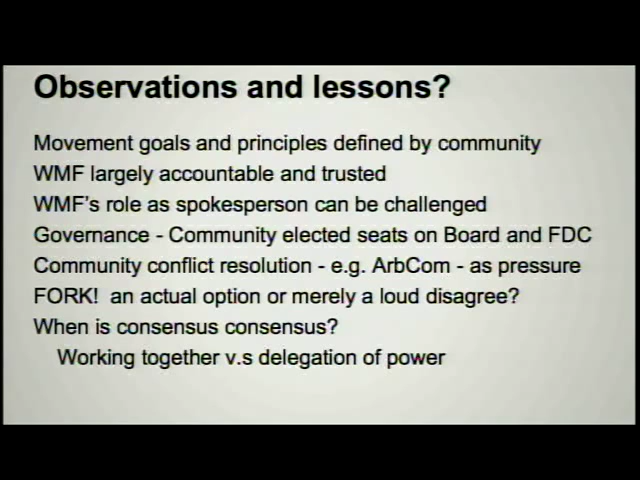 Observations and lessons?
Movement goals and principles defined by community
WMF largely accountable and trusted
WMF's role as spokesperson can be challenged
Governance - Community elected seats on Board and FDC
Community conflict resolution - e.g. ArbCom - as pressure
FORK!  an actual option or merely a loud disagree?
When is consensus consensus?
Working together v.s delegation of power